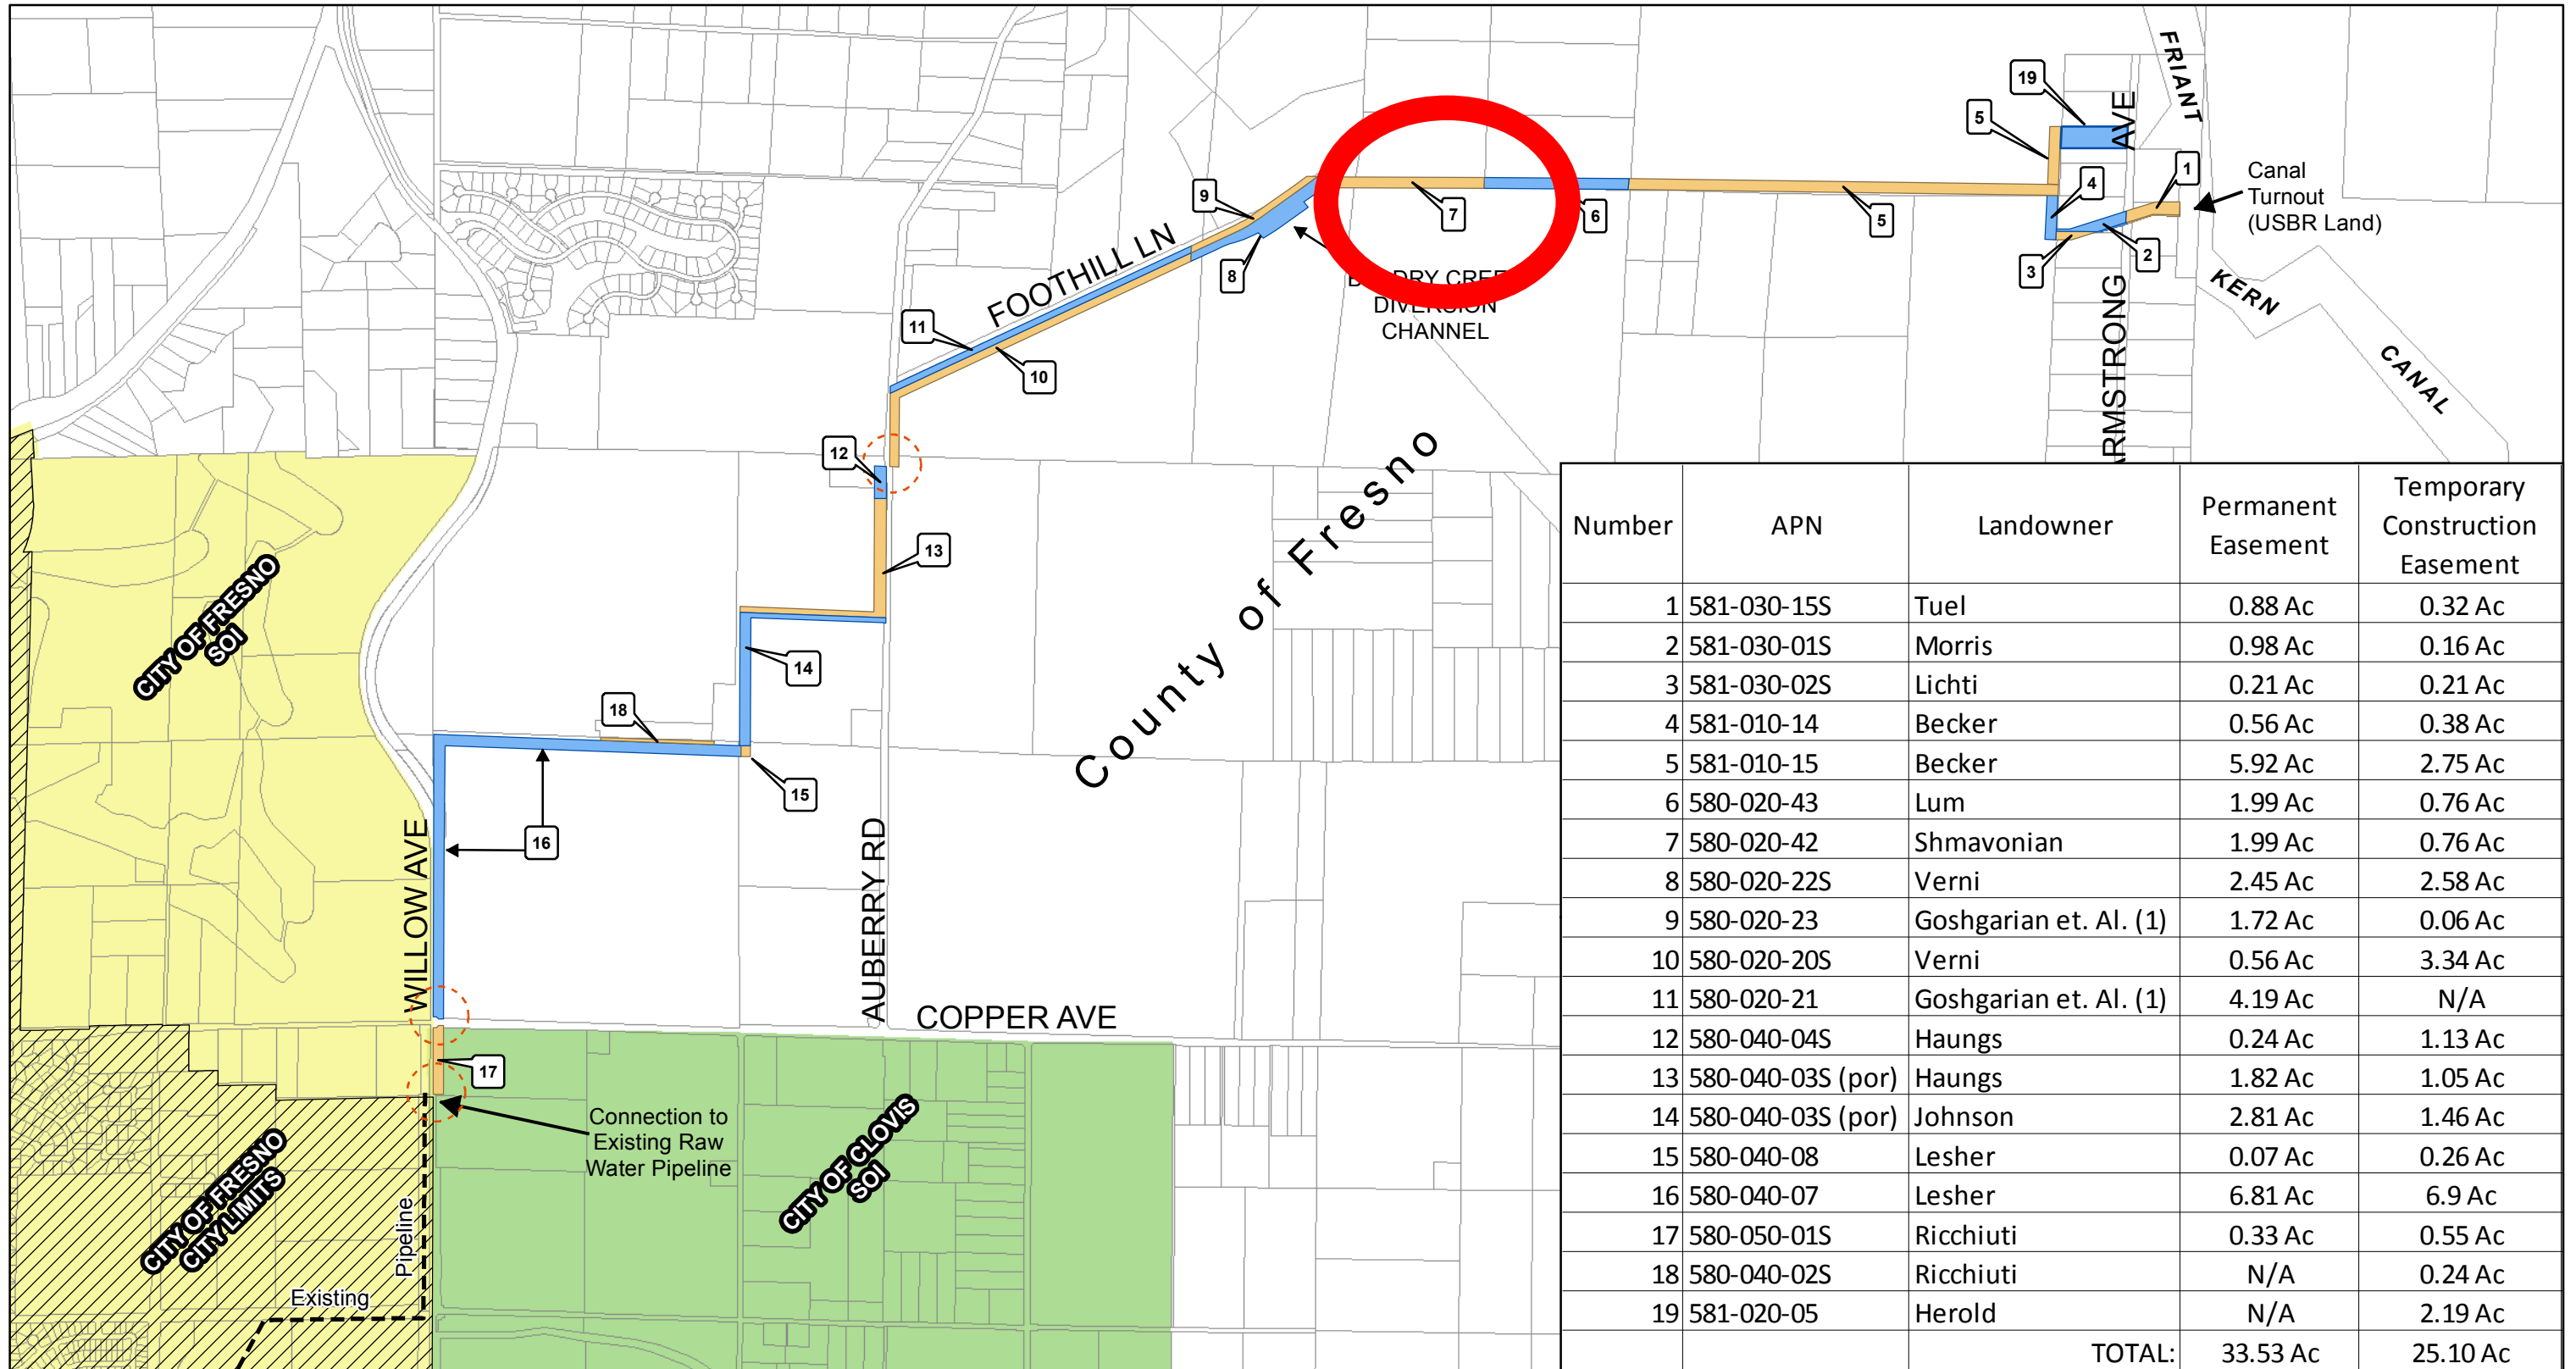 FRIANT
19
AVE
5
1
Canal
Turnout
(USBR Land)
4
9
7
6
5
2
3
8
KERN
FOOTHILL LN
DIVERSION
CHANNEL
11
10
CANAL
ARMSTRONG
12
13
County of Fresno
CITY OF FRESNO
SOI
14
18
15
16
WILLOW AVE
AUBERRY RD
COPPER AVE
17
Connection to
Existing Raw
Water Pipeline
CITY OF CLOVIS
SOI
CITY OF FRESNO
CITY LIMITS
Pipeline
Existing
Number APN Landowner Permanent Easement Temporary Construction Easement
1 581-030-15S Tuel 0.88 Ac 0.32 Ac
2 581-030-01S Morris 0.98 Ac 0.16 Ac
3 581-030-02S Lichti 0.21 Ac 0.21 Ac
4 581-010-14 Becker 0.56 Ac 0.38 Ac
5 581-010-15 Becker 5.92 Ac 2.75 Ac
6 580-020-43 Lum 1.99 Ac 0.76 Ac
7 580-020-42 Shmavonian 1.99 Ac 0.76 Ac
8 580-020-22S Verni 2.45 Ac 2.58 Ac
9 580-020-23 Goshgarian et. Al. (1) 1.72 Ac 0.06 Ac
10 580-020-20S Verni 0.56 Ac 3.34 Ac
11 580-020-21 Goshgarian et. Al. (1) 4.19 Ac N/A
12 580-040-04S Haungs 0.24 Ac 1.13 Ac
13 580-040-03S (por) Haungs 1.82 Ac 1.05 Ac
14 580-040-03S (por) Johnson 2.81 Ac 1.46 Ac
15 580-040-08 Lesher 0.07 Ac 0.26 Ac
16 580-040-07 Lesher 6.81 Ac 6.9 Ac
17 580-050-01S Ricchiuti 0.33 Ac 0.55 Ac
18 580-040-02S Ricchiuti N/A 0.24 Ac
19 581-020-05 Herold N/A 2.19 Ac
TOTAL: 33.53 Ac 25.10 Ac